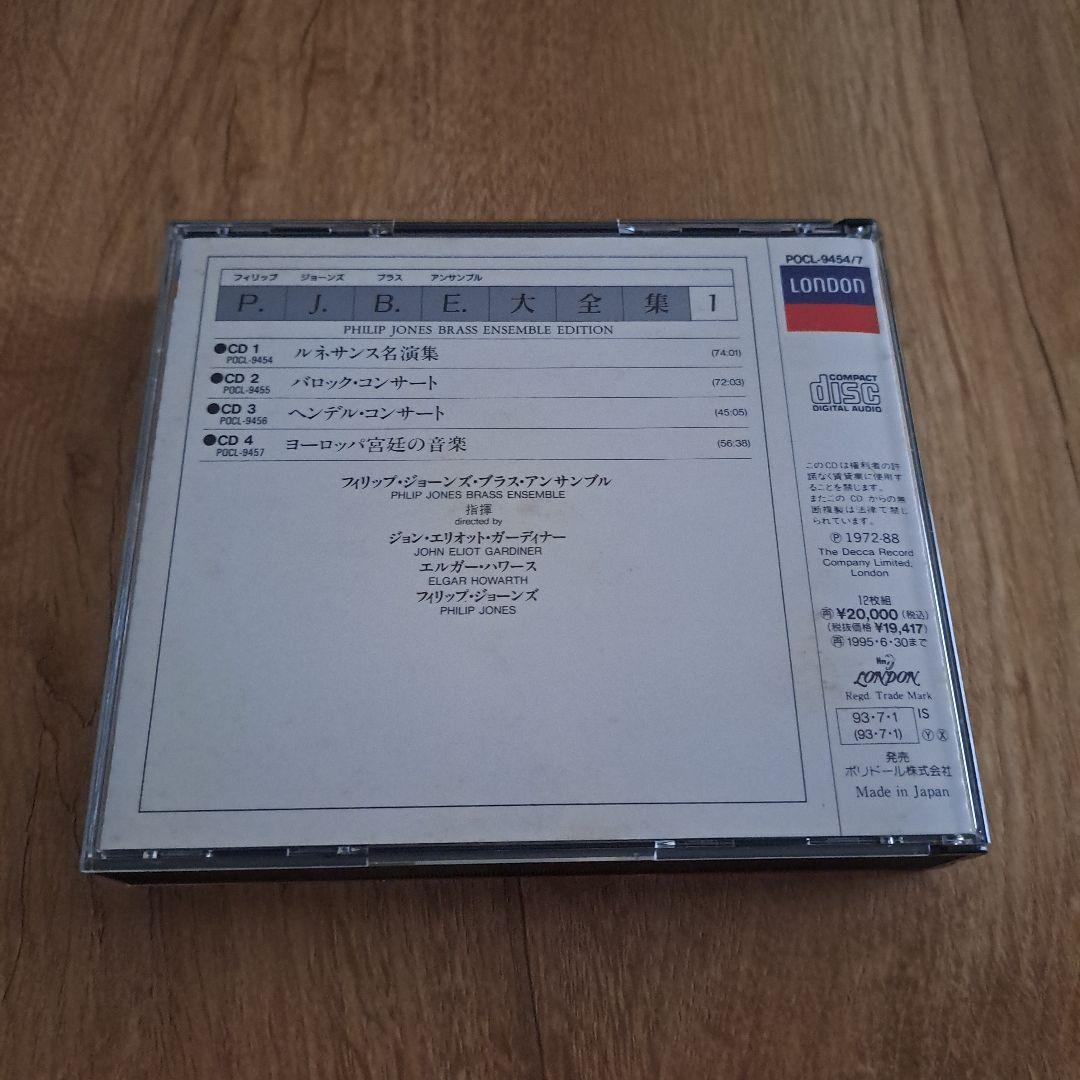 フィリップ ジョーンズ ブラス アンサンブル
P. J. B. E. 大 全 集 1
PHILIP JONES BRASS ENSEMBLE EDITION
●CD 1 ルネサンス名演集 (74:01)
POCL-9454
●CD 2 バロック・コンサート (72:03)
POCL-9455
●CD 3 ヘンデル・コンサート (45:05)
POCL-9456
●CD 4 ヨーロッパ宮廷の音楽 (56:38)
POCL-9457
フィリップ・ジョーンズ・ブラス・アンサンブル
PHLIP JONES BRASS ENSEMBLE
指揮
directed by
ジョン・エリオット・ガーディナー
JOHN ELIOT GARDINER
エルガー・ハワース
ELGAR HOWARTH
フィリップ・ジョーンズ
PHILIP JONES
POCL-9454/7
LONDON
COMPACT
disc
DIGITAL AUDIO
このCDは権利者の許
諾なく賃貸業に使用す
ることを禁じます。
またこの CD からの無
断複製は法律で禁じ
られています。
Ⓟ 1972-88
The Decca Record
Company Limited,
London
12枚組
㊢ ¥20,000 (税込)
(税抜価格 ¥19,417)
再 1995・6・30まで
LONDON
Regd. Trade Mark
93・7・1 IS
(93・7・1) Ⓨ Ⓧ
発売
ポリドール株式会社
Made in Japan